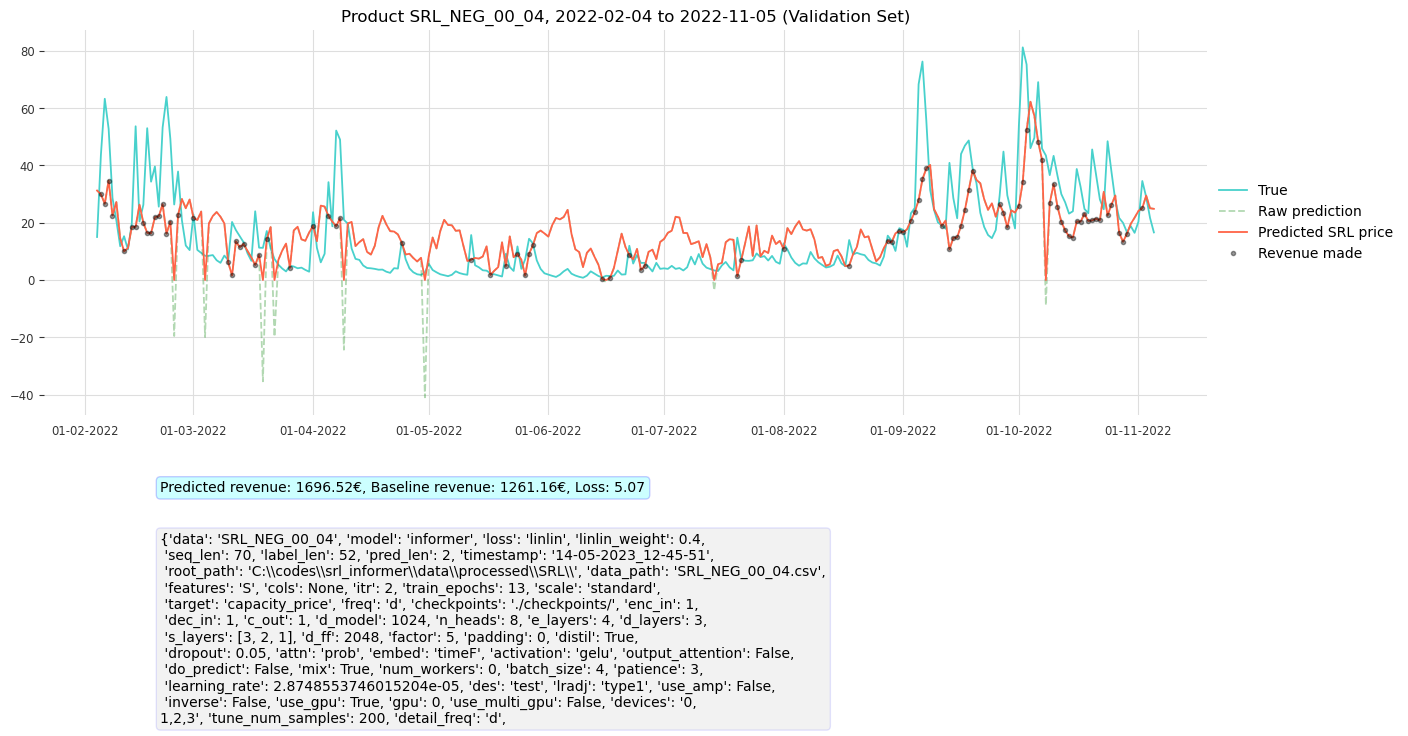 Product SRL_NEG_00_04, 2022-02-04 to 2022-11-05 (Validation Set)
80
60
40
20
0
−20
−40
01-02-2022
01-03-2022
01-04-2022
01-05-2022
01-06-2022
01-07-2022
01-08-2022
01-09-2022
01-10-2022
01-11-2022
True
Raw prediction
Predicted SRL price
Revenue made
Predicted revenue: 1696.52€, Baseline revenue: 1261.16€, Loss: 5.07
{'data': 'SRL_NEG_00_04', 'model': 'informer', 'loss': 'linlin', 'linlin_weight': 0.4,
'seq_len': 70, 'label_len': 52, 'pred_len': 2, 'timestamp': '14-05-2023_12-45-51',
'root_path': 'C:\\codes\\srl_informer\\data\\processed\\SRL\\', 'data_path': 'SRL_NEG_00_04.csv',
'features': 'S', 'cols': None, 'itr': 2, 'train_epochs': 13, 'scale': 'standard',
'target': 'capacity_price', 'freq': 'd', 'checkpoints': './checkpoints/', 'enc_in': 1,
'dec_in': 1, 'c_out': 1, 'd_model': 1024, 'n_heads': 8, 'e_layers': 4, 'd_layers': 3,
's_layers': [3, 2, 1], 'd_ff': 2048, 'factor': 5, 'padding': 0, 'distil': True,
'dropout': 0.05, 'attn': 'prob', 'embed': 'timeF', 'activation': 'gelu', 'output_attention': False,
'do_predict': False, 'mix': True, 'num_workers': 0, 'batch_size': 4, 'patience': 3,
'learning_rate': 2.8748553746015204e-05, 'des': 'test', 'lradj': 'type1', 'use_amp': False,
'inverse': False, 'use_gpu': True, 'gpu': 0, 'use_multi_gpu': False, 'devices': '0,
1,2,3', 'tune_num_samples': 200, 'detail_freq': 'd',